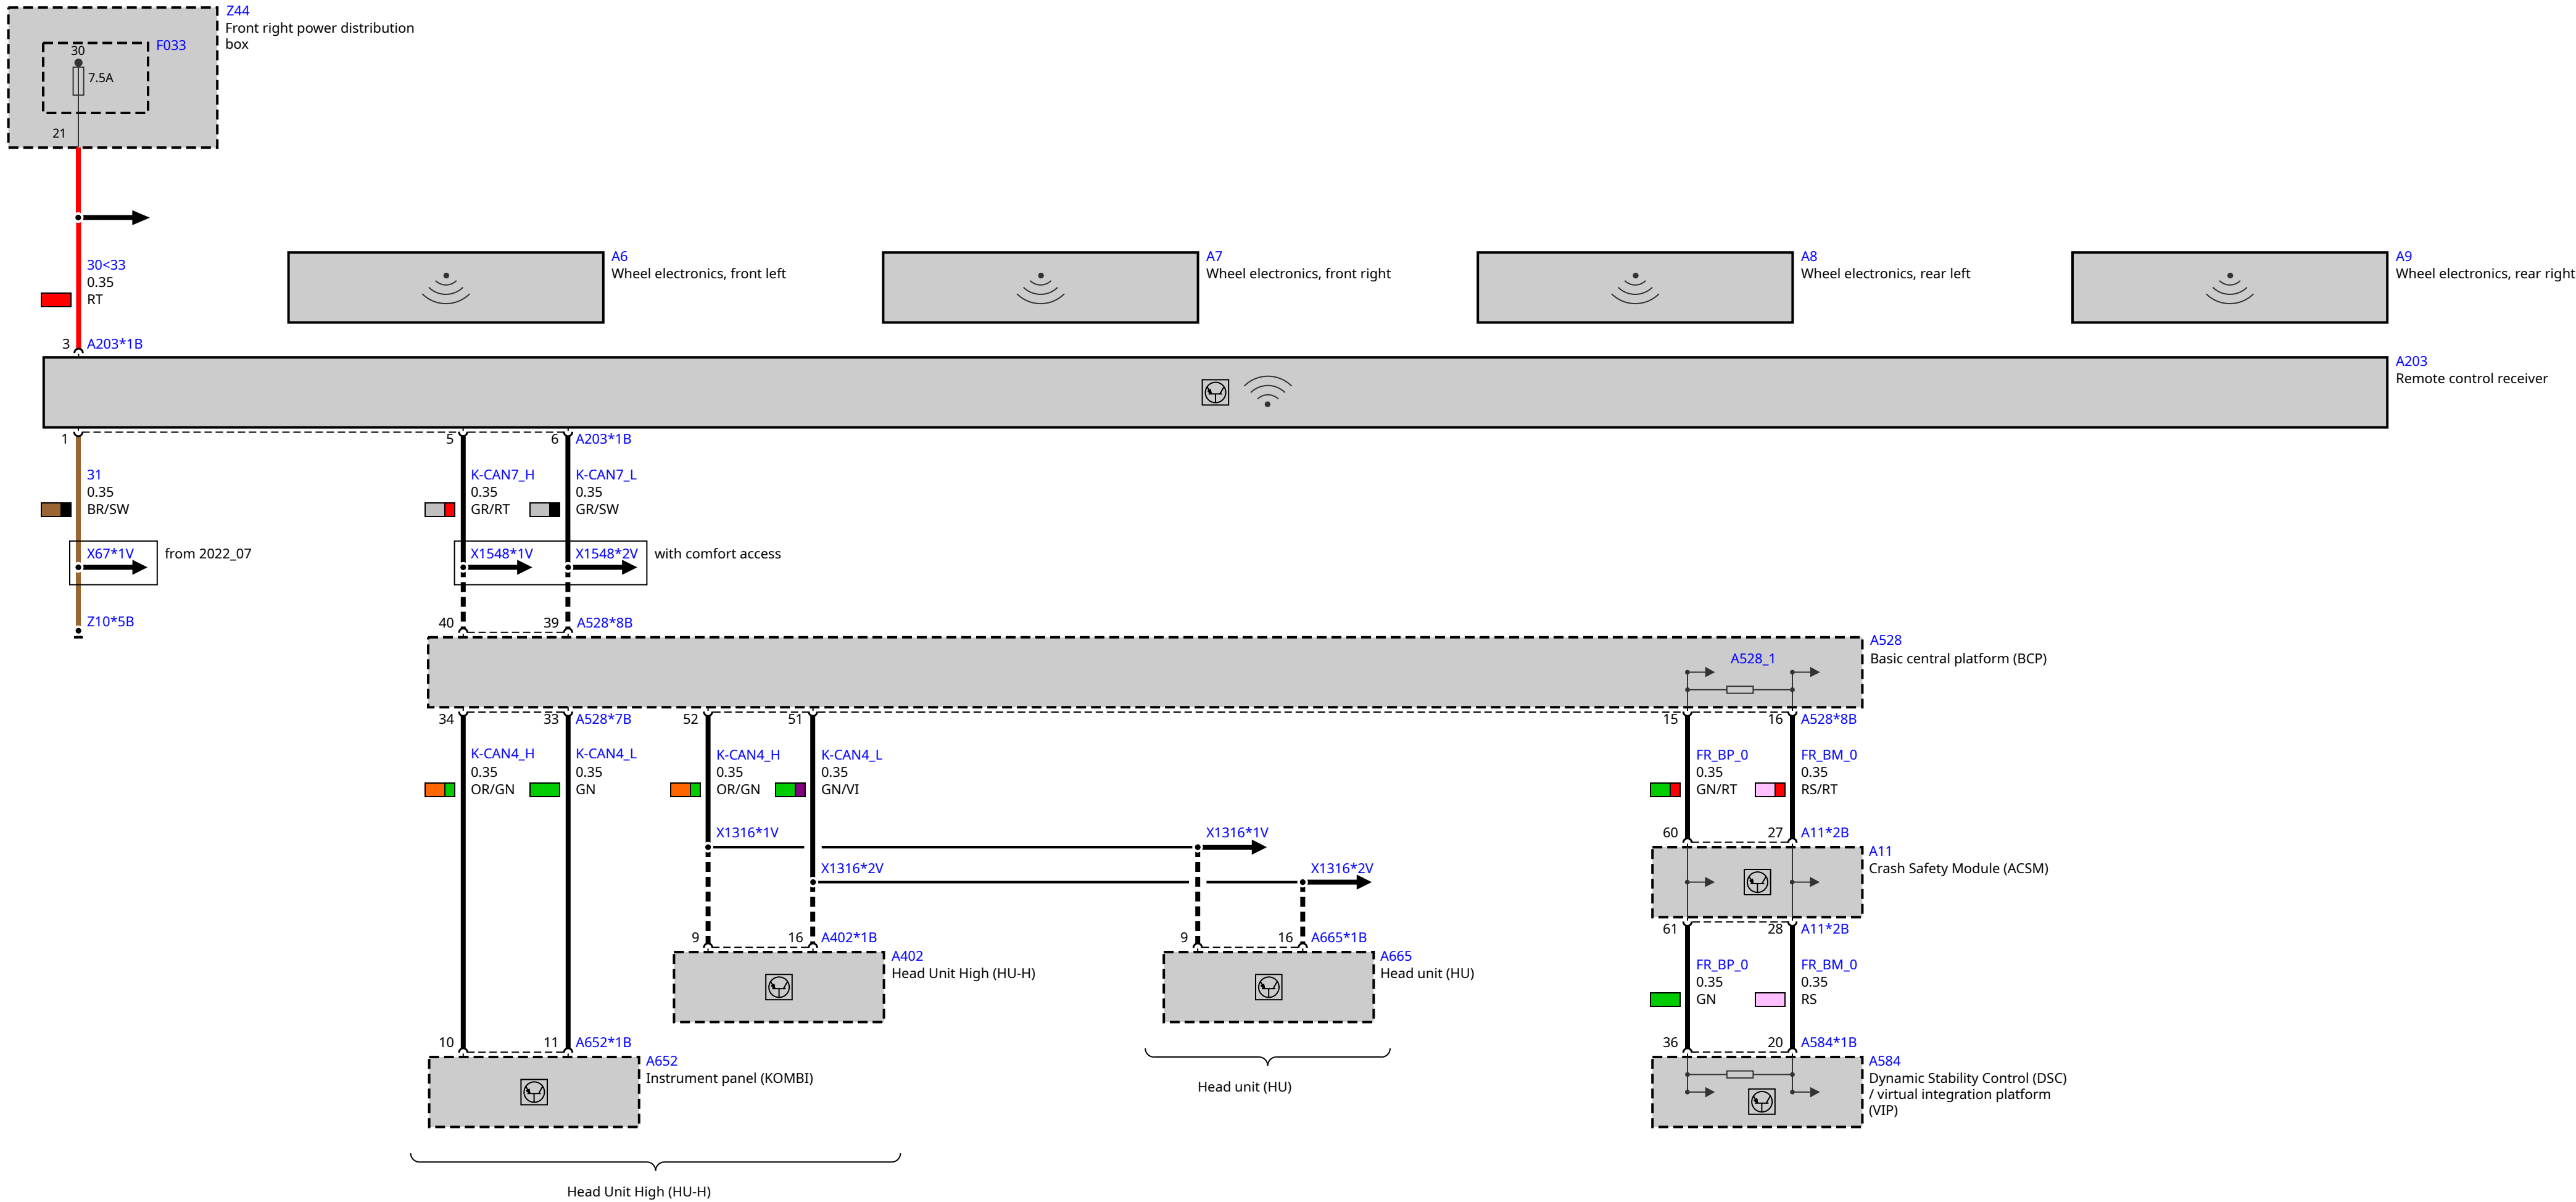 Z44
Front right power distribution
box
F033
30
7.5A
21
30<33
0.35
RT
3 A203*1B
A6
Wheel electronics, front left
A7
Wheel electronics, front right
A8
Wheel electronics, rear left
A9
Wheel electronics, rear right
A203
Remote control receiver
1 5 6 A203*1B
31
0.35
BR/SW
K-CAN7_H
0.35
GR/RT
K-CAN7_L
0.35
GR/SW
X67*1V
from 2022_07
X1548*1V
X1548*2V
with comfort access
Z10*5B
40 39 A528*8B
A528
Basic central platform (BCP)
A528_1
34 33 A528*7B
52 51
15 16 A528*8B
K-CAN4_H
0.35
OR/GN
K-CAN4_L
0.35
GN
K-CAN4_H
0.35
OR/GN
K-CAN4_L
0.35
GN/VI
FR_BP_0
0.35
GN/RT
FR_BM_0
0.35
RS/RT
X1316*1V
X1316*1V
X1316*2V
X1316*2V
60 27 A11*2B
A11
Crash Safety Module (ACSM)
61 28 A11*2B
9 16 A402*1B
A402
Head Unit High (HU-H)
9 16 A665*1B
A665
Head unit (HU)
FR_BP_0
0.35
GN
FR_BM_0
0.35
RS
10 11 A652*1B
A652
Instrument panel (KOMBI)
36 20 A584*1B
A584
Dynamic Stability Control (DSC)
/ virtual integration platform
(VIP)
Head unit (HU)
Head Unit High (HU-H)